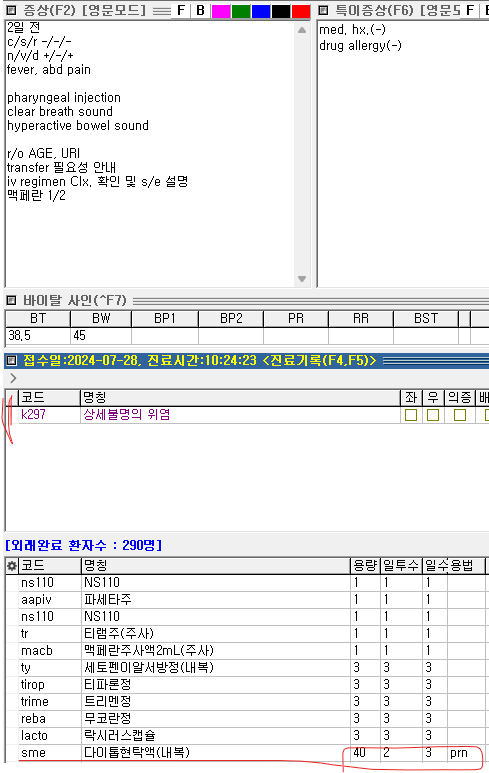 증상(F2) [영문모드] F B
특이증상(F6) [영문모드 F B
2일 전
c/s/r -/-/-
n/v/d +/-/+
fever, abd pain
pharyngeal injection
clear breath sound
hyperactive bowel sound
r/o AGE, URI
transfer 필요성 안내
iv regimen CIx, 확인 및 s/e 설명
맥페란 1/2
med, hx,(-)
drug allergy(-)
바이탈 사인(^F7)
BT BW BP1 BP2 PR RR BST
38,5 45
접수일:2024-07-28, 진료시간:10:24:23 <진료기록(F4,F5)>
코드 명칭 좌 우 의증 배
k297 상세불명의 위염
[외래완료 환자수 : 290명]
코드 명칭 용량 일투수 일수 용법
ns110 NS110 1 1 1
aapiv 파세타주 1 1 1
ns110 NS110 1 1 1
tr 티램주(주사) 1 1 1
macb 맥페란주사액2mL(주사) 1 1 1
ty 세토펜이알서방정(내복) 3 3 3
tirop 티파론정 3 3 3
trime 트리멘정 3 3 3
reba 무코란정 3 3 3
lacto 락시러스캡슐 3 3 3
sme 다이톱현탁액(내복) 40 2 3 prn